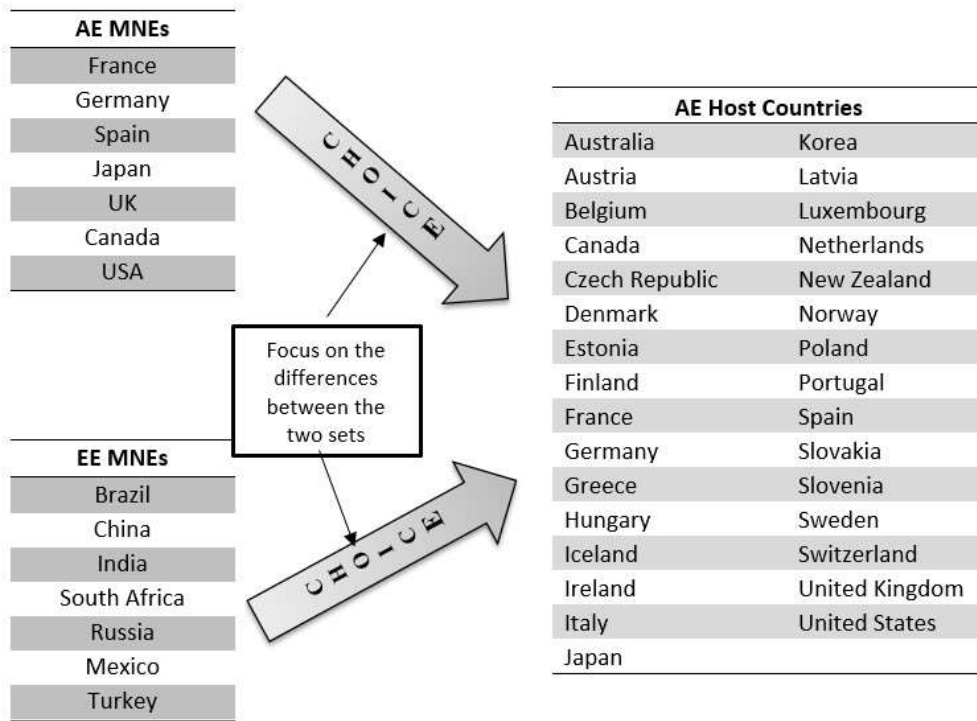 AE MNEs
France
Germany
Spain
Japan
UK
Canada
USA
CHOICE
Focus on the
differences
between the
two sets
EE MNEs
Brazil
China
India
South Africa
Russia
Mexico
Turkey
CHOICE
AE Host Countries
Australia Korea
Austria Latvia
Belgium Luxembourg
Canada Netherlands
Czech Republic New Zealand
Denmark Norway
Estonia Poland
Finland Portugal
France Spain
Germany Slovakia
Greece Slovenia
Hungary Sweden
Iceland Switzerland
Ireland United Kingdom
Italy United States
Japan